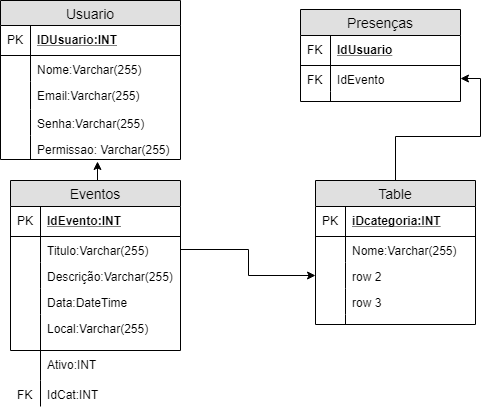 Usuario
PK IDUsuario:INT
Nome:Varchar(255)
Email:Varchar(255)
Senha:Varchar(255)
Permissao: Varchar(255)
Presenças
FK IdUsuario
FK IdEvento
Eventos
PK IdEvento:INT
Titulo:Varchar(255)
Descrição:Varchar(255)
Data:DateTime
Local:Varchar(255)
Ativo:INT
FK IdCat:INT
Table
PK iDcategoria:INT
Nome:Varchar(255)
row 2
row 3